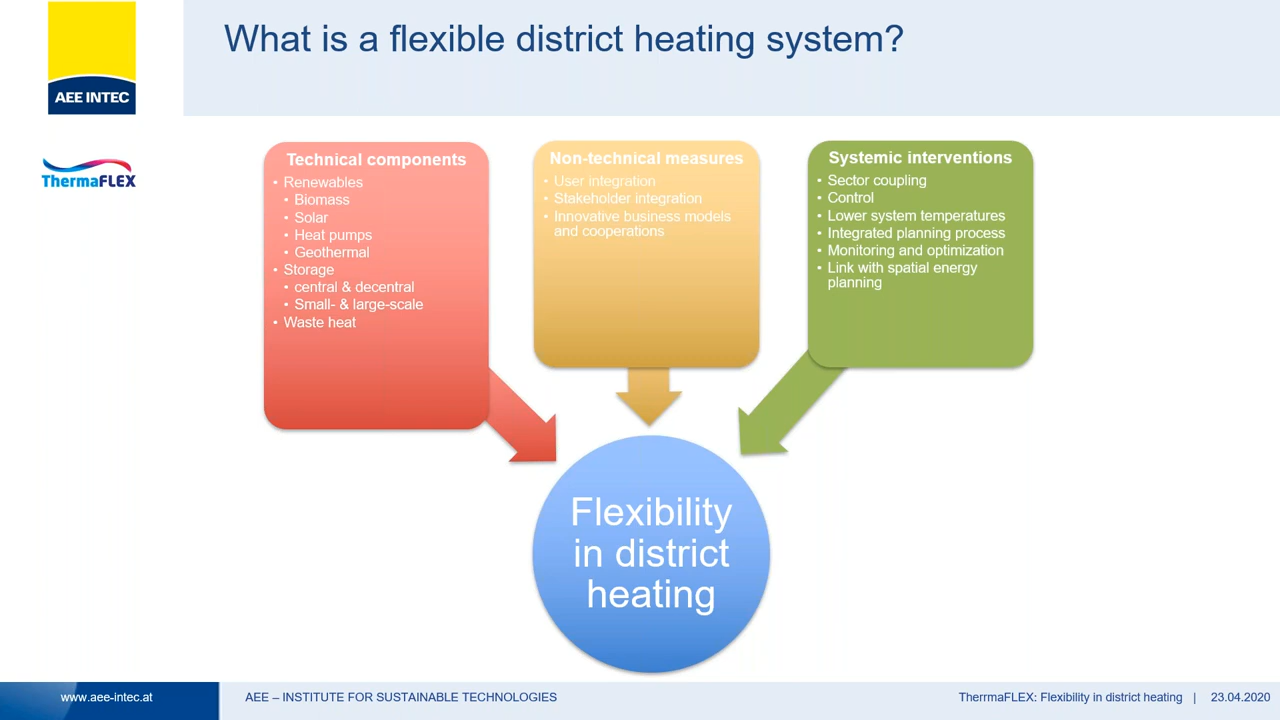 What is a flexible district heating system?
AEE INTEC
ThermaFLEX
Technical components
• Renewables
• Biomass
• Solar
• Heat pumps
• Geothermal
• Storage
• central & decentral
• Small- & large-scale
• Waste heat
Non-technical measures
• User integration
• Stakeholder integration
• Innovative business models
and cooperations
Systemic interventions
• Sector coupling
• Control
• Lower system temperatures
• Integrated planning process
• Monitoring and optimization
• Link with spatial energy
planning
Flexibility
in district
heating
www.aee-intec.at
AEE – INSTITUTE FOR SUSTAINABLE TECHNOLOGIES
TherrmaFLEX: Flexibility in district heating | 23.04.2020